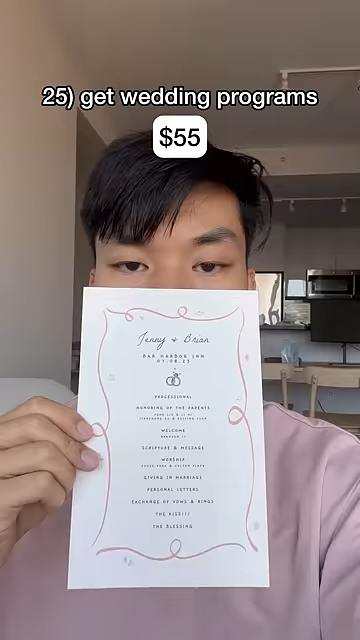 25) get wedding programs
$55
Jenny & Brian
BAR HARBOR INN
07.08.23
PROCESSIONAL
HONORING OF THE PARENTS
WELCOME
SCRIPTURE & MESSAGE
WORSHIP
GIVING IN MARRIAGE
PERSONAL LETTERS
EXCHANGE OF VOWS & RINGS
THE KISS!!!
THE BLESSING